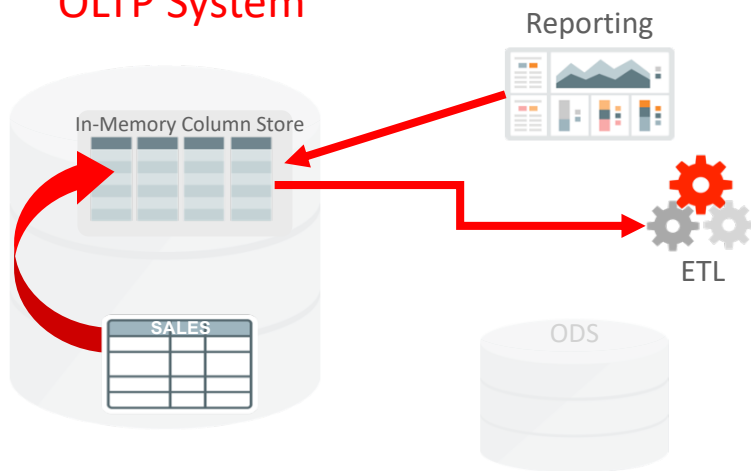 OLTP System
Reporting
In-Memory Column Store
ETL
SALES
ODS